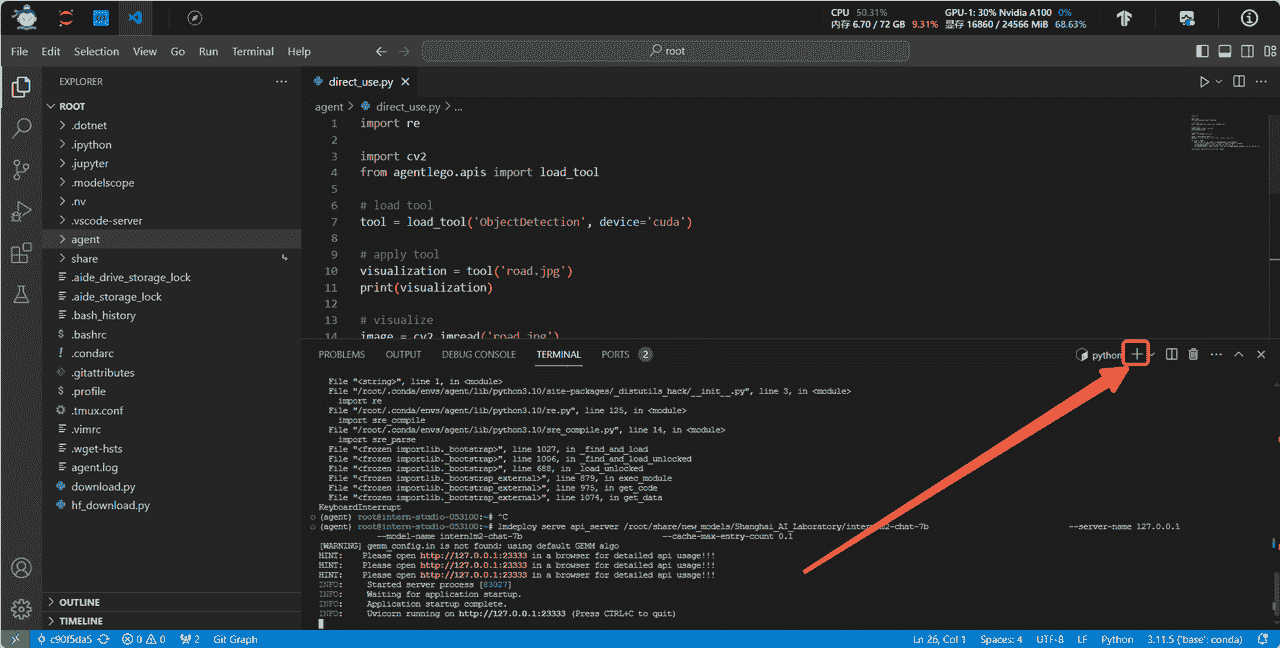 CPU 50.31%
内存 6.70 / 72 GB 9.31%
GPU-1: 30% Nvidia A100 0%
显存 16860 / 24566 MiB 68.63%
File Edit Selection View Go Run Terminal Help
root
EXPLORER
ROOT
.dotnet
.ipython
.jupyter
.modelscope
.nv
.vscode-server
agent
share
.aide_drive_storage_lock
.aide_storage_lock
.bash_history
.bashrc
.condarc
.gitattributes
.profile
.tmux.conf
.vimrc
.wget-hsts
agent.log
download.py
hf_download.py
OUTLINE
TIMELINE
direct_use.py
agent > direct_use.py > ...
1 import re
2
3 import cv2
4 from agentlego.apis import load_tool
5
6 # load tool
7 tool = load_tool('ObjectDetection', device='cuda')
8
9 # apply tool
10 visualization = tool('road.jpg')
11 print(visualization)
12
13 # visualize
14 image = cv2.imread('road.jpg')
PROBLEMS OUTPUT DEBUG CONSOLE TERMINAL PORTS 2
python
File "<string>", line 1, in <module>
File "/root/.conda/envs/agent/lib/python3.10/site-packages/_distutils_hack/__init__.py", line 3, in <module>
import re
File "/root/.conda/envs/agent/lib/python3.10/re.py", line 125, in <module>
import sre_compile
File "/root/.conda/envs/agent/lib/python3.10/sre_compile.py", line 14, in <module>
import sre_parse
File "<frozen importlib._bootstrap>", line 1027, in _find_and_load
File "<frozen importlib._bootstrap>", line 1006, in _find_and_load_unlocked
File "<frozen importlib._bootstrap>", line 688, in _load_unlocked
File "<frozen importlib._bootstrap_external>", line 879, in exec_module
File "<frozen importlib._bootstrap_external>", line 975, in get_code
File "<frozen importlib._bootstrap_external>", line 1074, in get_data
KeyboardInterrupt
(agent) root@intern-studio-053100:~# ^C
(agent) root@intern-studio-053100:~# lmdeploy serve api_server /root/share/new_models/Shanghai_AI_Laboratory/internlm2-chat-7b --server-name 127.0.0.1
--model-name internlm2-chat-7b --cache-max-entry-count 0.1
[WARNING] gemm_config.in is not found; using default GEMM algo
HINT: Please open http://127.0.0.1:23333 in a browser for detailed api usage!!!
HINT: Please open http://127.0.0.1:23333 in a browser for detailed api usage!!!
HINT: Please open http://127.0.0.1:23333 in a browser for detailed api usage!!!
INFO: Started server process [83027]
INFO: Waiting for application startup.
INFO: Application startup complete.
INFO: Uvicorn running on http://127.0.0.1:23333 (Press CTRL+C to quit)
c90f5da5 0 0 2 Git Graph
Ln 26, Col 1 Spaces: 4 UTF-8 LF Python 3.11.5 ('base': conda)